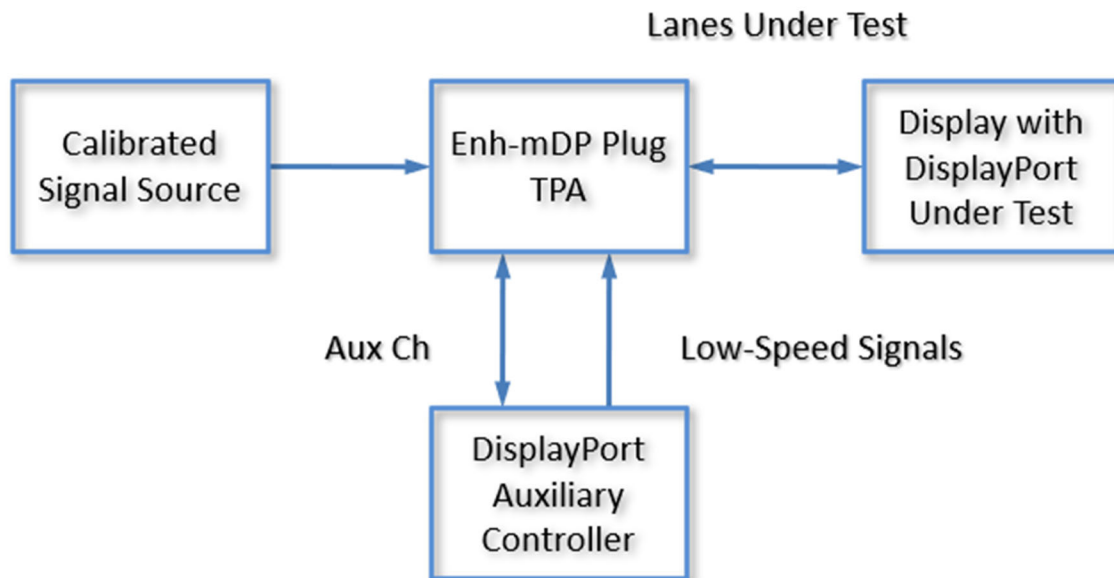 Lanes Under Test
Calibrated
Signal Source
Enh-mDP Plug
TPA
Display with
DisplayPort
Under Test
Aux Ch
Low-Speed Signals
DisplayPort
Auxiliary
Controller